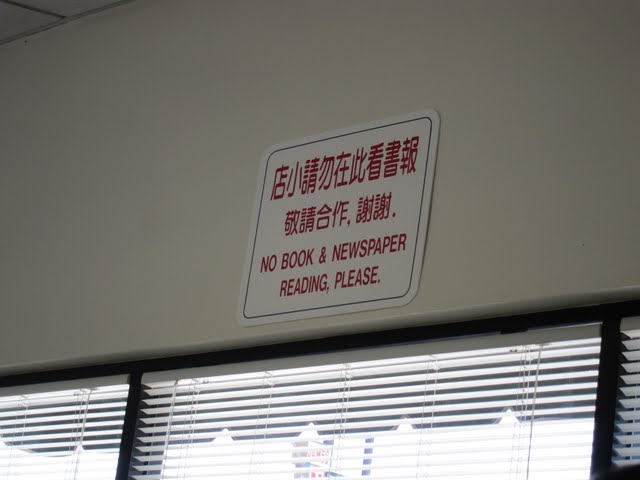 店小請勿在此看書報
敬請合作, 謝謝.
NO BOOK & NEWSPAPER
READING, PLEASE.